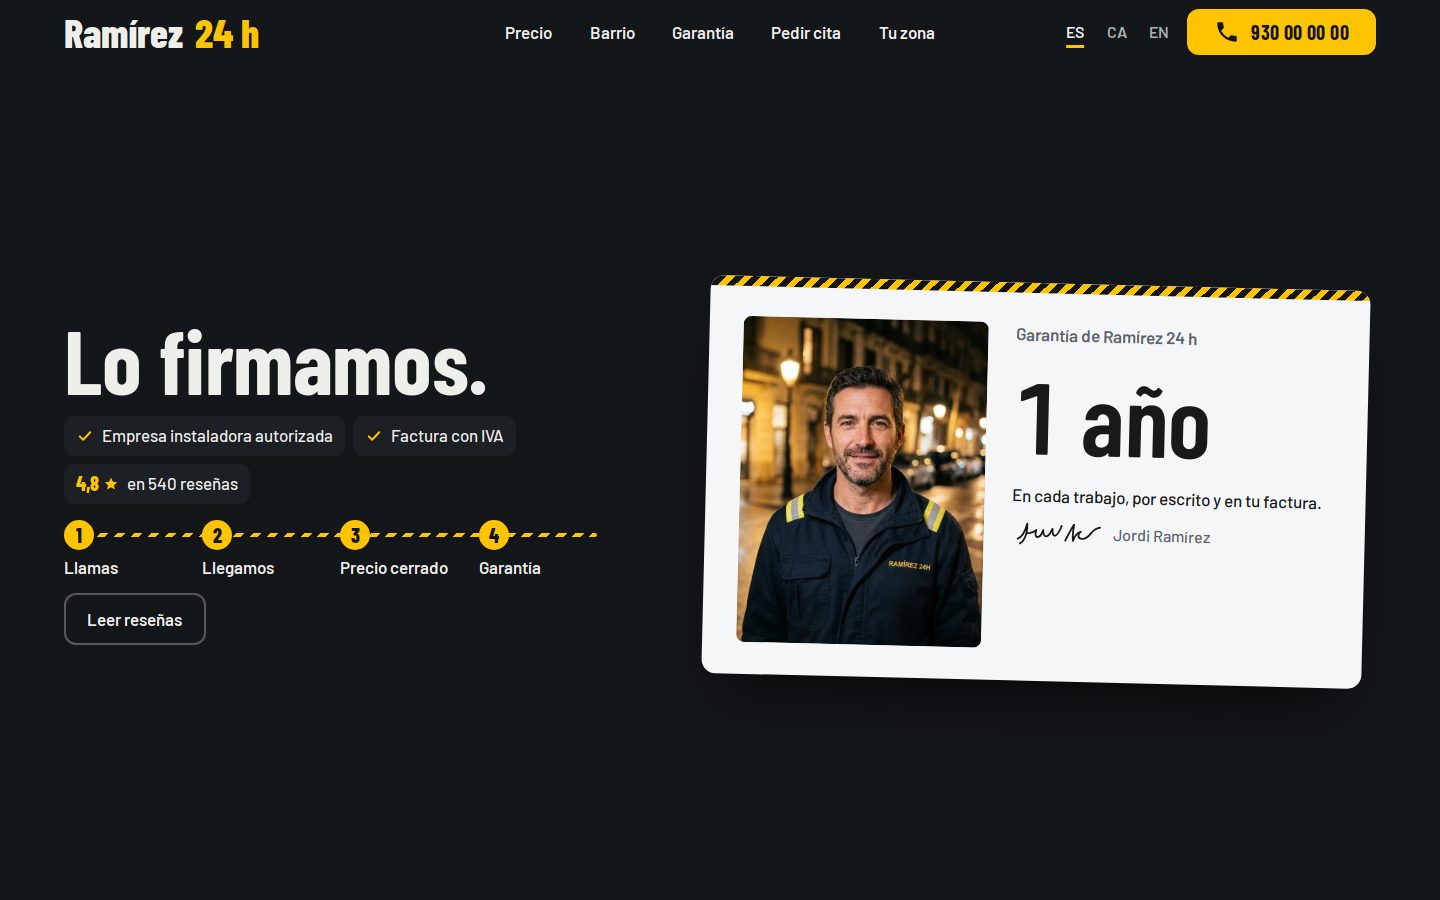 Ramírez 24 h
Precio
Barrio
Garantía
Pedir cita
Tu zona
ES
CA
EN
930 00 00 00
Lo firmamos.
Empresa instaladora autorizada
Factura con IVA
4,8 ★ en 540 reseñas
1
2
3
4
Llamas
Llegamos
Precio cerrado
Garantía
Leer reseñas
RAMÍREZ 24H
Garantía de Ramírez 24 h
1 año
En cada trabajo, por escrito y en tu factura.
Jordi Ramírez